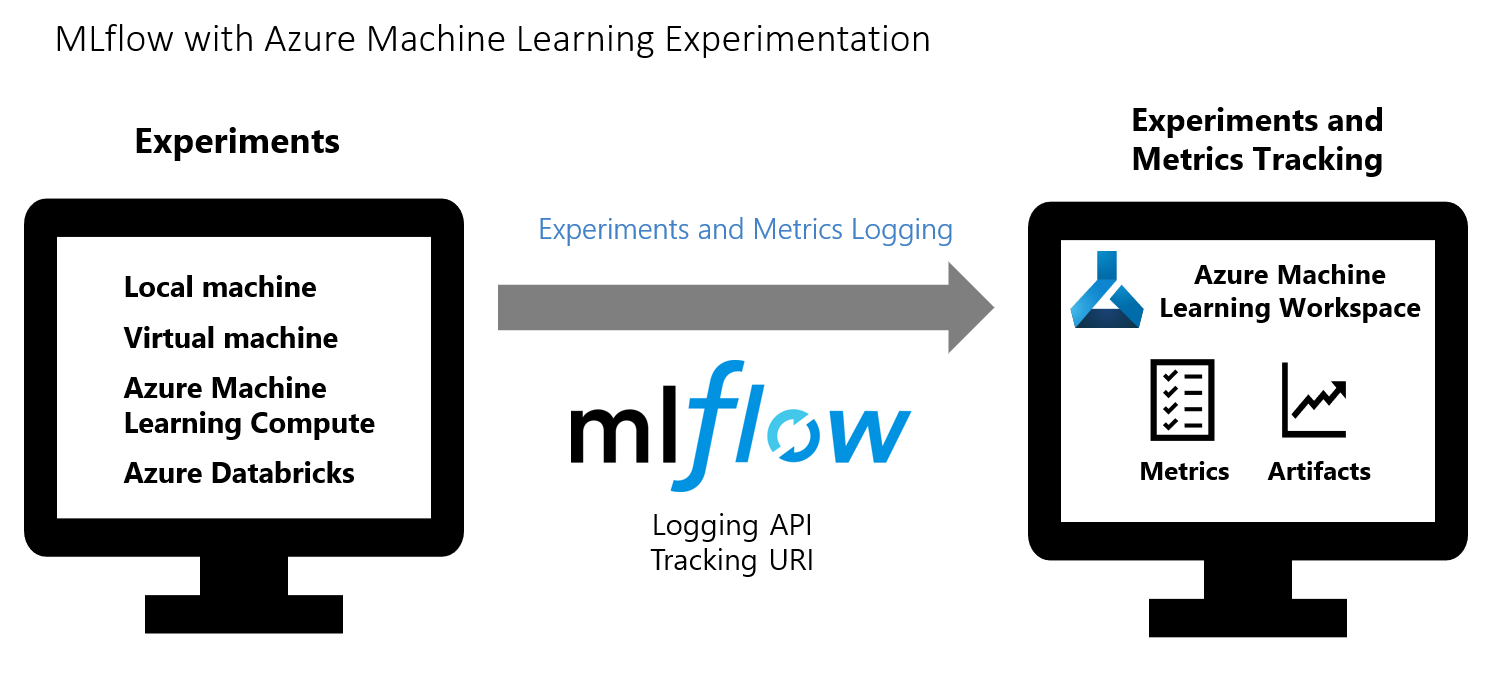 MLflow with Azure Machine Learning Experimentation
Experiments
Local machine
Virtual machine
Azure Machine
Learning Compute
Azure Databricks
Experiments and Metrics Logging
mlflow
Logging API
Tracking URI
Experiments and
Metrics Tracking
Azure Machine
Learning Workspace
Metrics
Artifacts